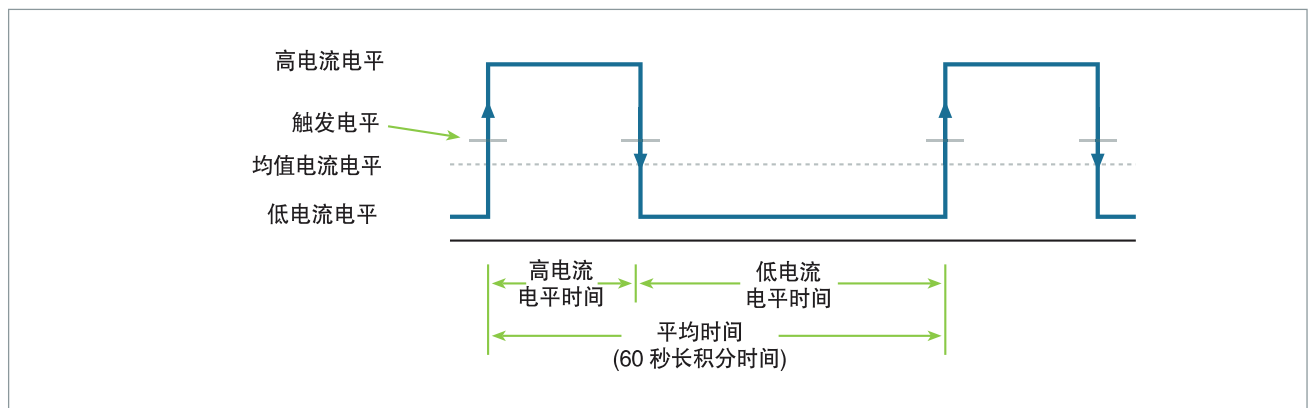 高电流电平
触发电平
均值电流电平
低电流电平
高电流
电平时间
低电流
电平时间
平均时间
(60 秒长积分时间)